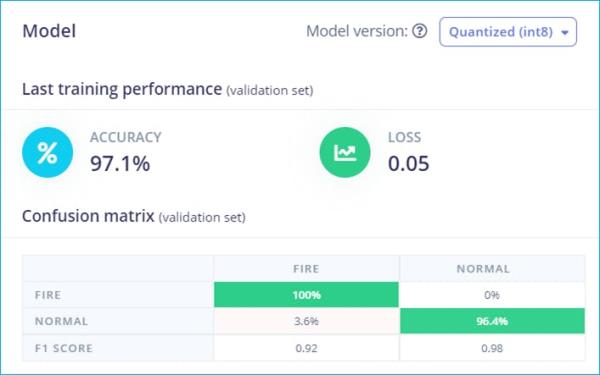 Model
Model version: ? Quantized (int8)
Last training performance (validation set)
% ACCURACY
97.1%
LOSS
0.05
Confusion matrix (validation set)
FIRE NORMAL
FIRE 100% 0%
NORMAL 3.6% 96.4%
F1 SCORE 0.92 0.98